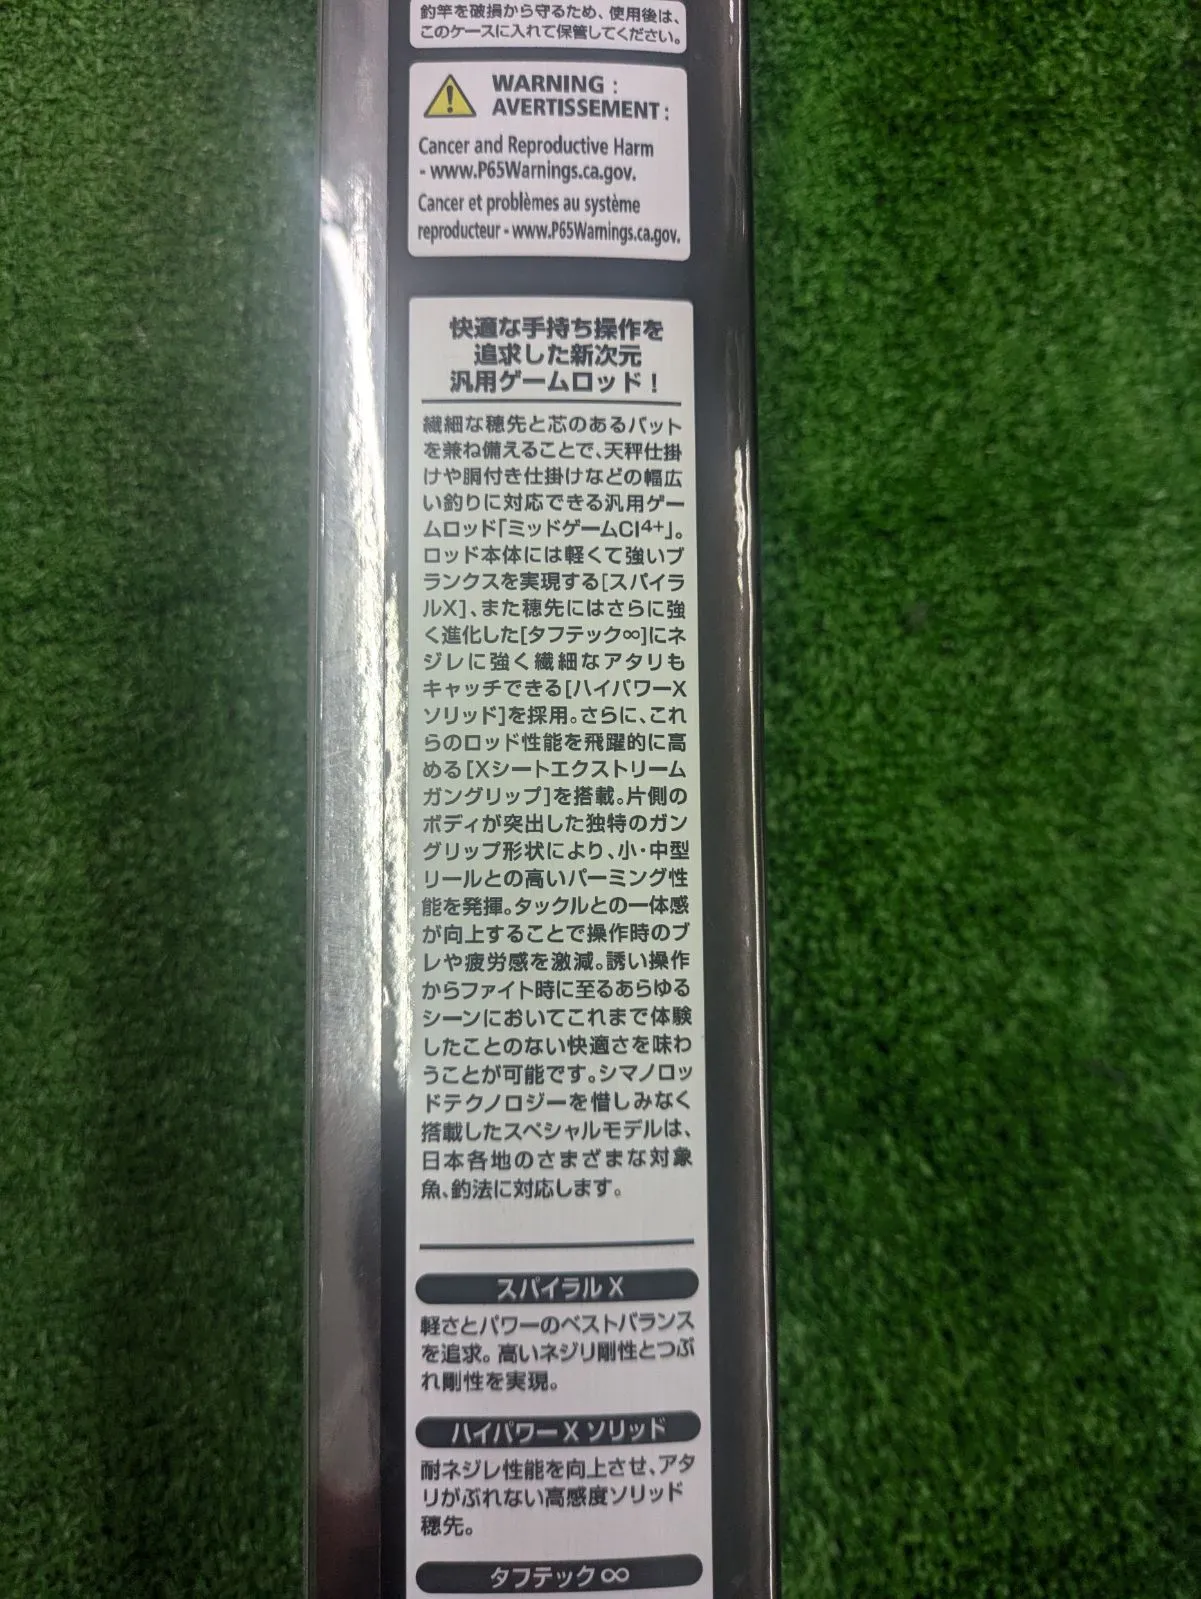 釣竿を破損から守るため、使用後は、
このケースに入れて保管してください。
WARNING :
AVERTISSEMENT :
Cancer and Reproductive Harm
- www.P65Warnings.ca.gov.
Cancer et problèmes au système
reproducteur - www.P65Warnings.ca.gov.
快適な手持ち操作を
追求した新次元
汎用ゲームロッド！
繊細な穂先と芯のあるバット
を兼ね備えることで、天秤仕掛
けや胴付き仕掛けなどの幅広
い釣りに対応できる汎用ゲー
ムロッド「ミッドゲームCI4+」。
ロッド本体には軽くて強いブ
ランクスを実現する[スパイラ
ルX]、また穂先にはさらに強
く進化した[タフテック∞]にネ
ジレに強く繊細なアタリも
キャッチできる[ハイパワーX
ソリッド]を採用。さらに、これ
らのロッド性能を飛躍的に高
める[Xシートエクストリーム
ガングリップ]を搭載。片側の
ボディが突出した独特のガン
グリップ形状により、小・中型
リールとの高いパーミング性
能を発揮。タックルとの一体感
が向上することで操作時のブ
レや疲労感を激減。誘い操作
からファイト時に至るあらゆる
シーンにおいてこれまで体験
したことのない快適さを味わ
うことが可能です。シマノロッ
ドテクノロジーを惜しみなく
搭載したスペシャルモデルは、
日本各地のさまざまな対象
魚、釣法に対応します。
スパイラルX
軽さとパワーのベストバランス
を追求。高いネジリ剛性とつぶ
れ剛性を実現。
ハイパワーX ソリッド
耐ネジレ性能を向上させ、アタ
リがぶれない高感度ソリッド
穂先。
タフテック∞